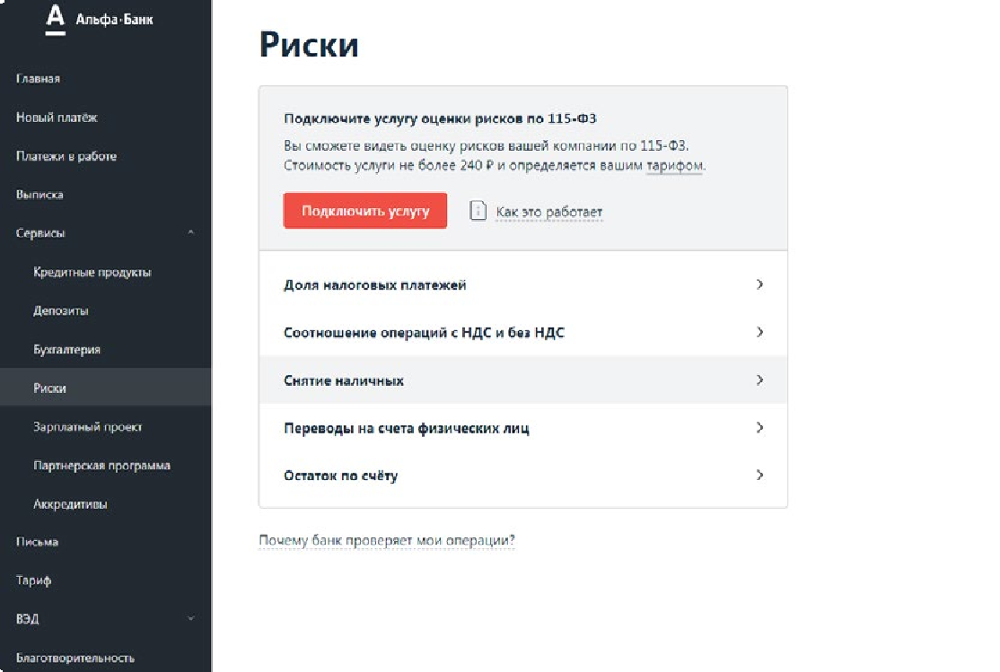 Альфа·Банк
Главная
Новый платёж
Платежи в работе
Выписка
Сервисы
Кредитные продукты
Депозиты
Бухгалтерия
Риски
Зарплатный проект
Партнерская программа
Аккредитивы
Письма
Тариф
ВЭД
Благотворительность
Риски
Подключите услугу оценки рисков по 115-ФЗ
Вы сможете видеть оценку рисков вашей компании по 115-ФЗ.
Стоимость услуги не более 240 ₽ и определяется вашим тарифом.
Подключить услугу
Как это работает
Доля налоговых платежей
Соотношение операций с НДС и без НДС
Снятие наличных
Переводы на счета физических лиц
Остаток по счёту
Почему банк проверяет мои операции?